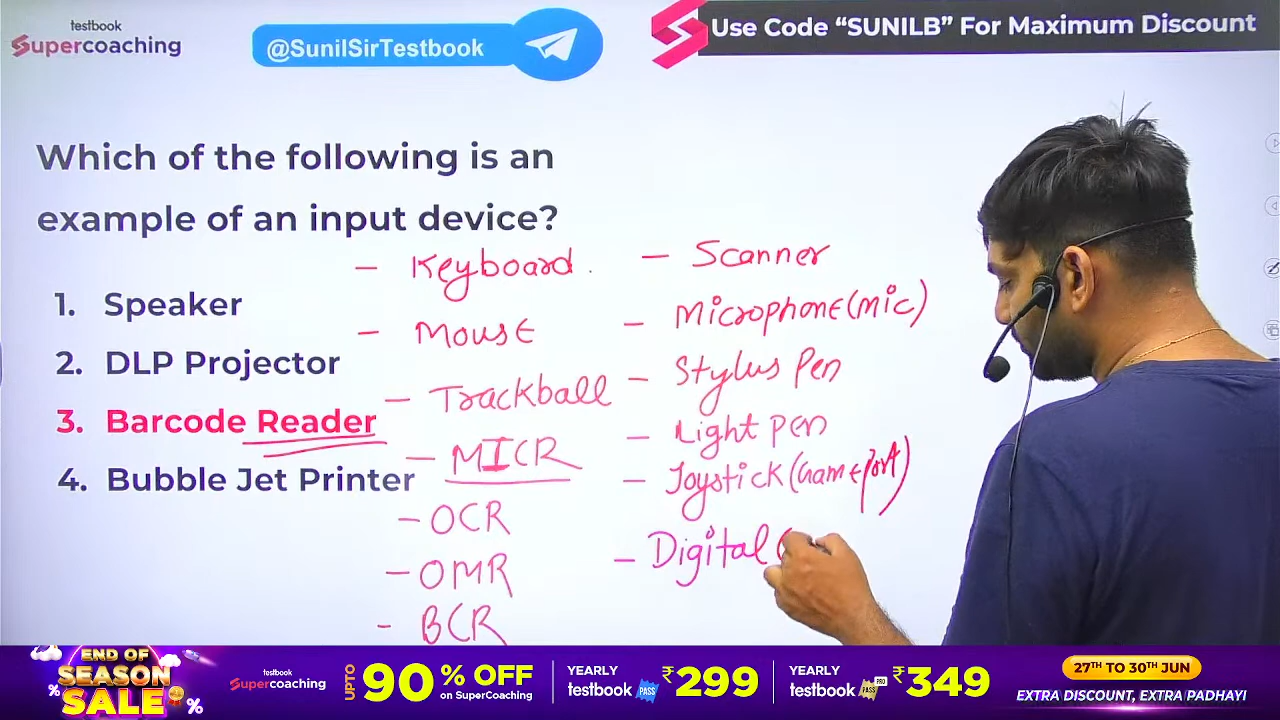 testbook
Supercoaching
@SunilSirTestbook
Use Code “SUNILB” For Maximum Discount
Which of the following is an
example of an input device?
1. Speaker
2. DLP Projector
3. Barcode Reader
4. Bubble Jet Printer
– Keyboard
– Mouse
– Trackball
– MICR
– OCR
– OMR
– BCR
– Scanner
– Microphone (mic)
– Stylus Pen
– Light Pen
– Joystick (Game Port)
– Digital
END OF
SEASON
SALE
testbook
Supercoaching
UPTO
90% OFF
on SuperCoaching
YEARLY
testbook PASS
₹299
YEARLY
testbook PASS PRO
₹349
27TH TO 30TH JUN
EXTRA DISCOUNT, EXTRA PADHAYI